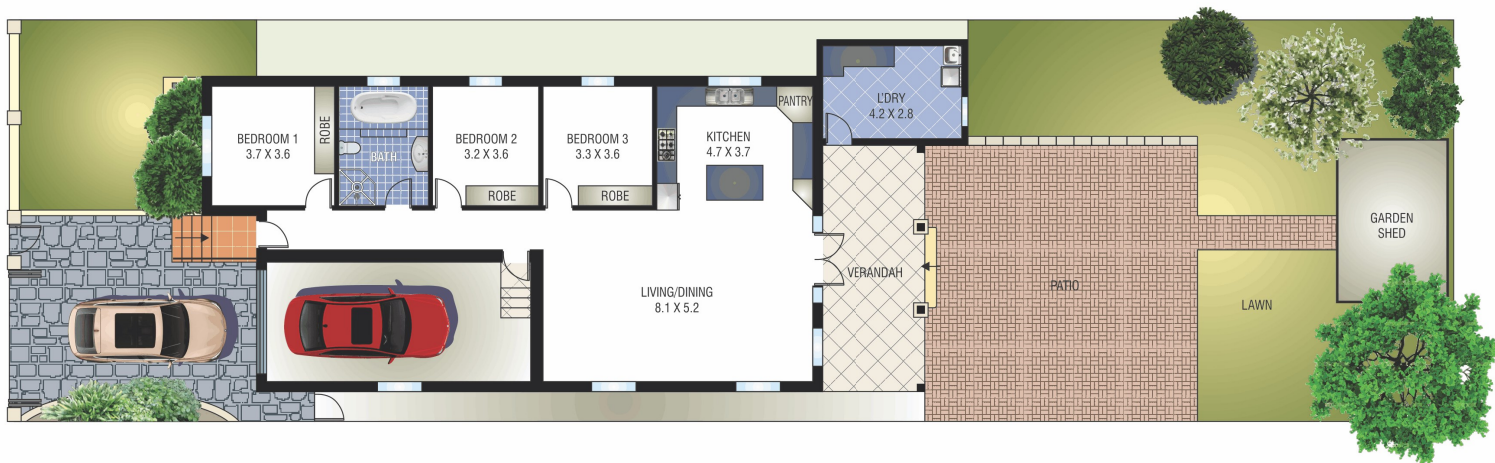 BEDROOM 1
3.7 X 3.6
ROBE
BATH
BEDROOM 2
3.2 X 3.6
ROBE
BEDROOM 3
3.3 X 3.6
ROBE
KITCHEN
4.7 X 3.7
PANTRY
L'DRY
4.2 X 2.8
LIVING/DINING
8.1 X 5.2
VERANDAH
PATIO
LAWN
GARDEN
SHED